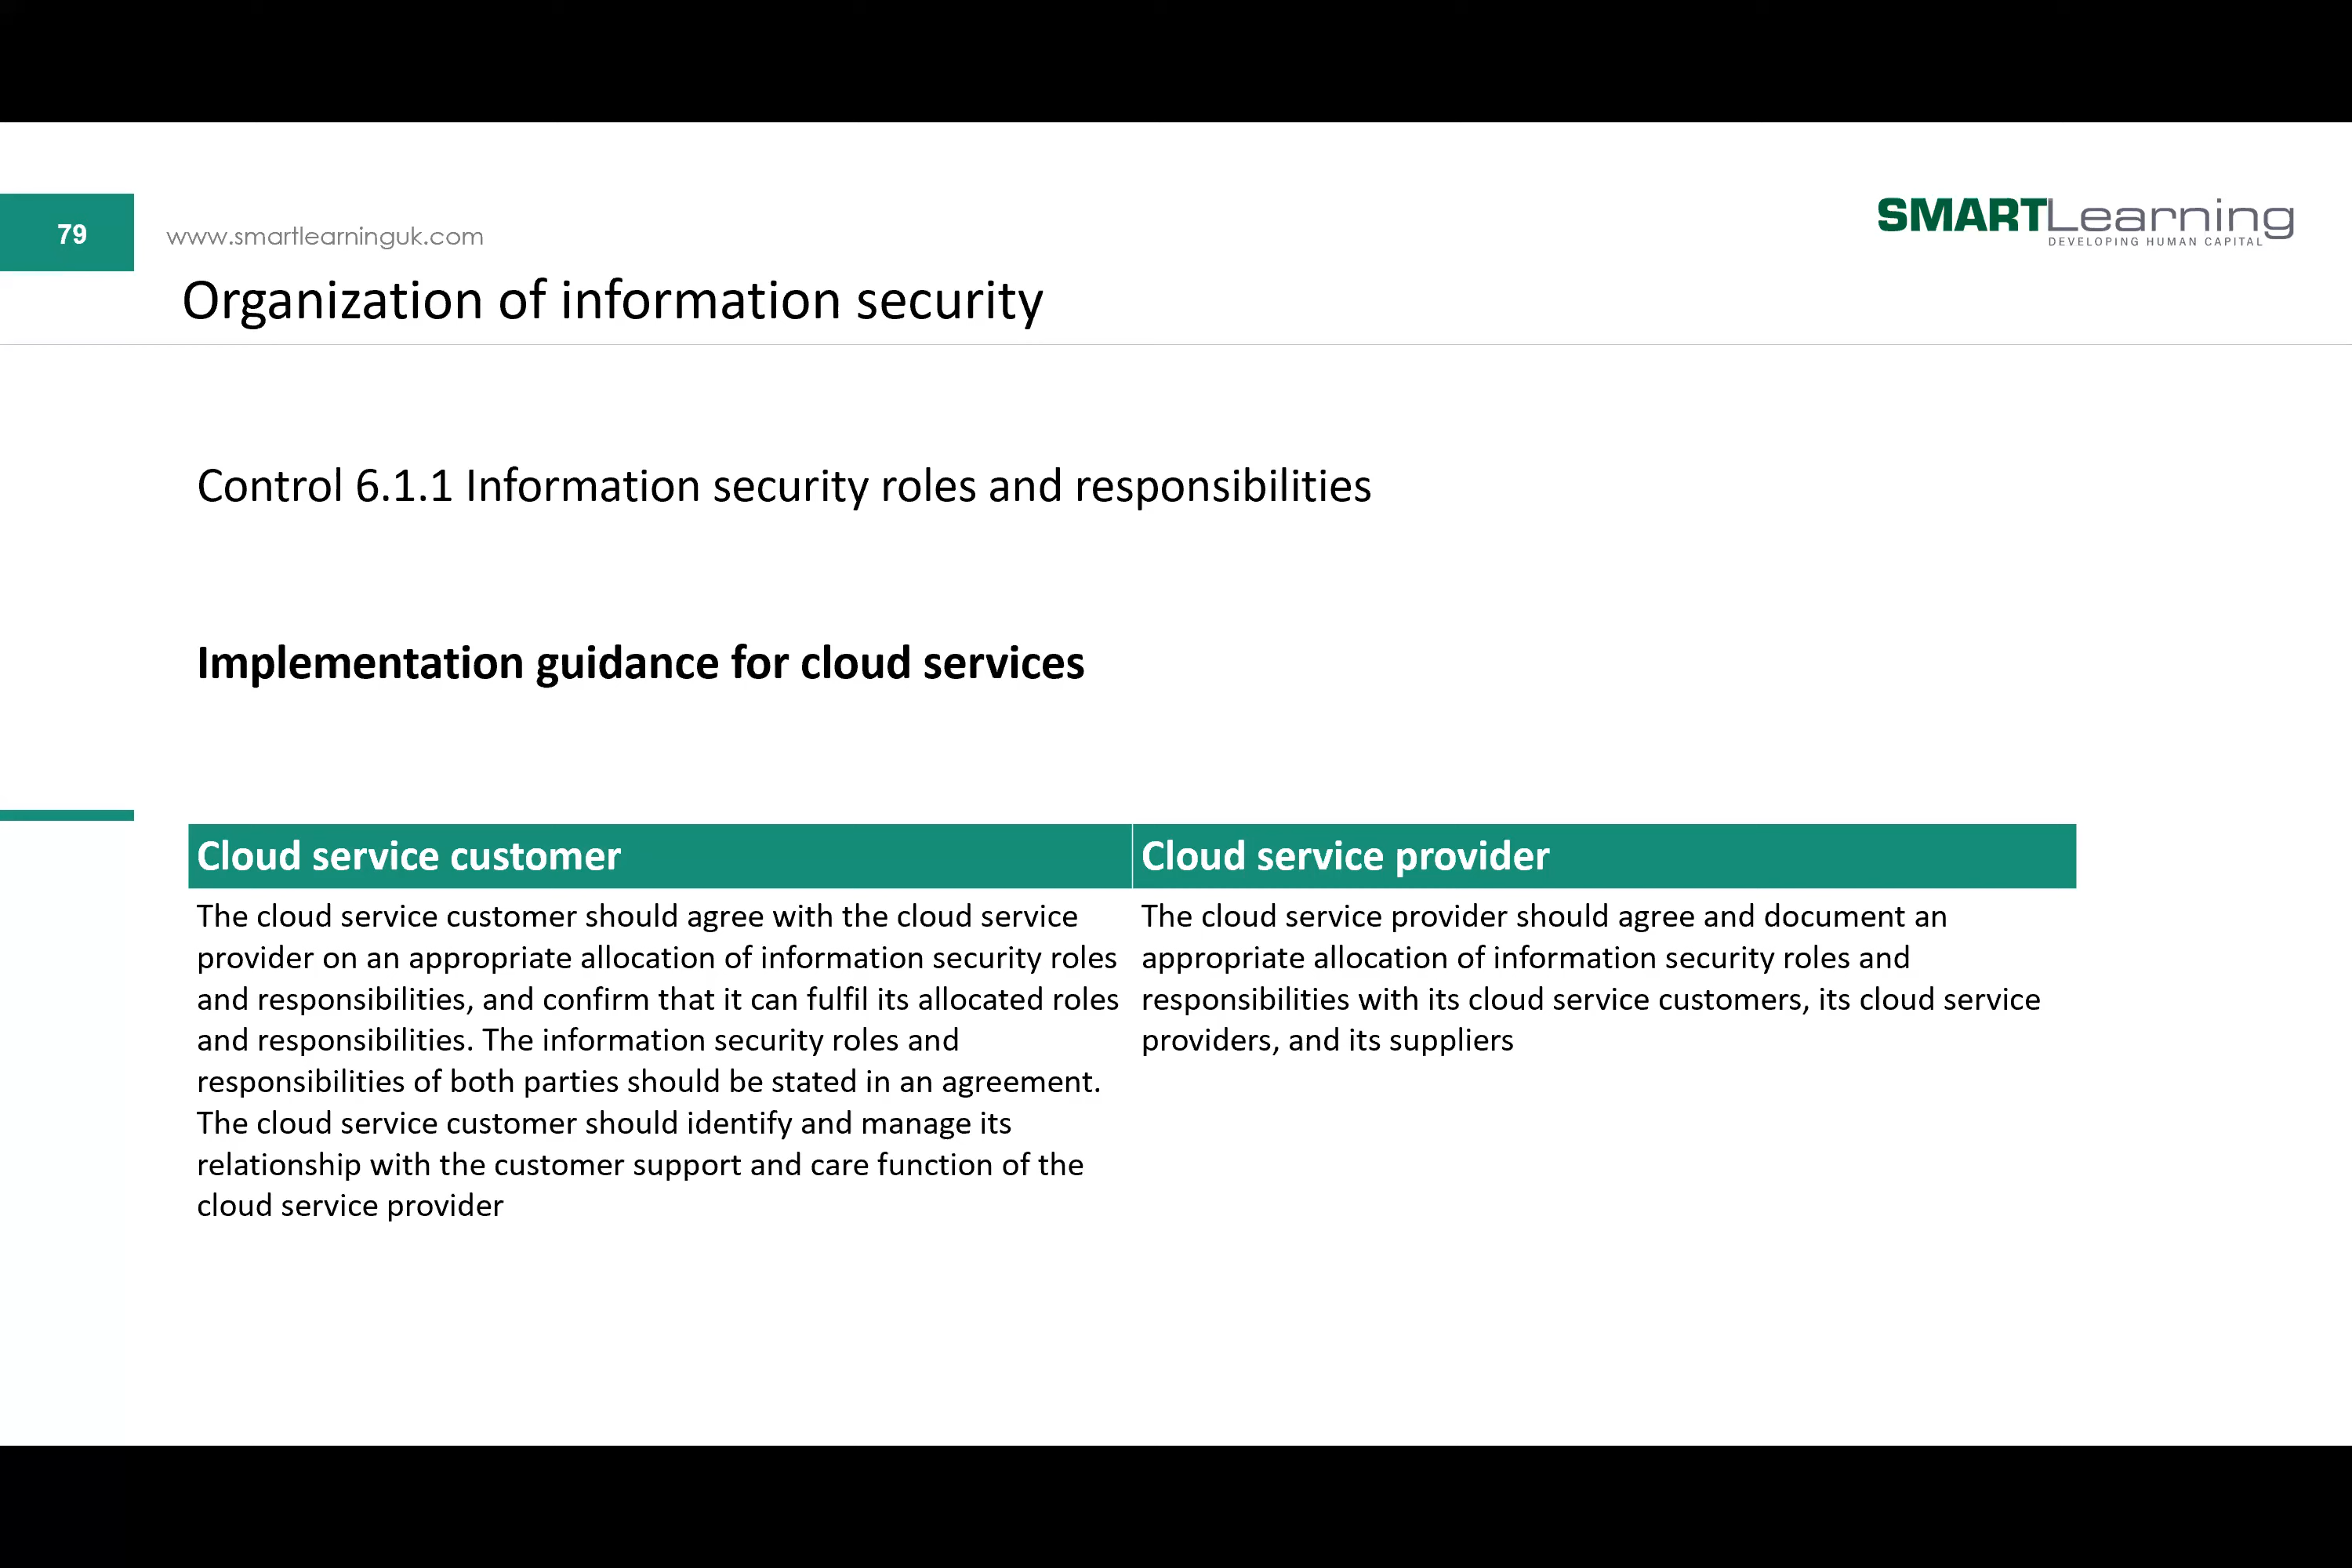 79
www.smartlearninguk.com
SMARTLearning
DEVELOPING HUMAN CAPITAL
Organization of information security
Control 6.1.1 Information security roles and responsibilities
Implementation guidance for cloud services
Cloud service customer
The cloud service customer should agree with the cloud service
provider on an appropriate allocation of information security roles
and responsibilities, and confirm that it can fulfil its allocated roles
and responsibilities. The information security roles and
responsibilities of both parties should be stated in an agreement.
The cloud service customer should identify and manage its
relationship with the customer support and care function of the
cloud service provider
Cloud service provider
The cloud service provider should agree and document an
appropriate allocation of information security roles and
responsibilities with its cloud service customers, its cloud service
providers, and its suppliers